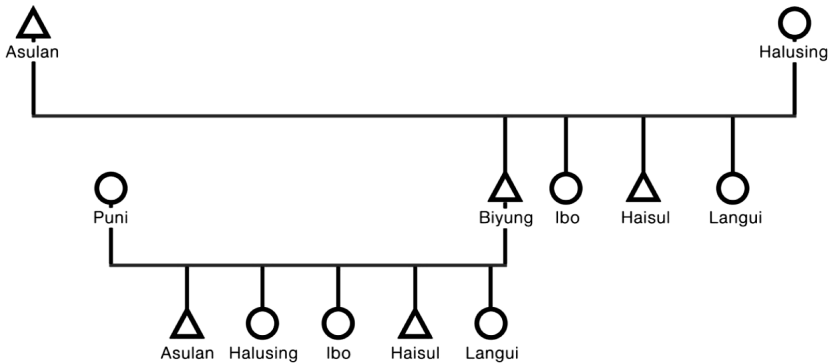 Asulan Halusing
Puni Biyung Ibo Haisul Langui
Asulan Halusing Ibo Haisul Langui